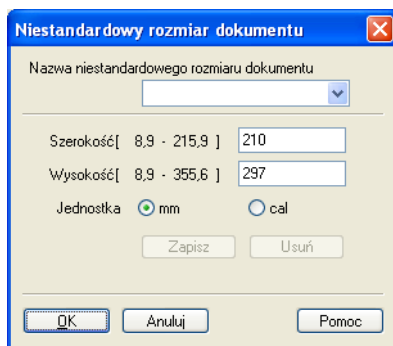 Niestandardowy rozmiar dokumentu
Nazwa niestandardowego rozmiaru dokumentu
Szerokość[ 8,9 - 215,9 ] 210
Wysokość[ 8,9 - 355,6 ] 297
Jednostka mm cal
Zapisz Usuń
OK Anuluj Pomoc